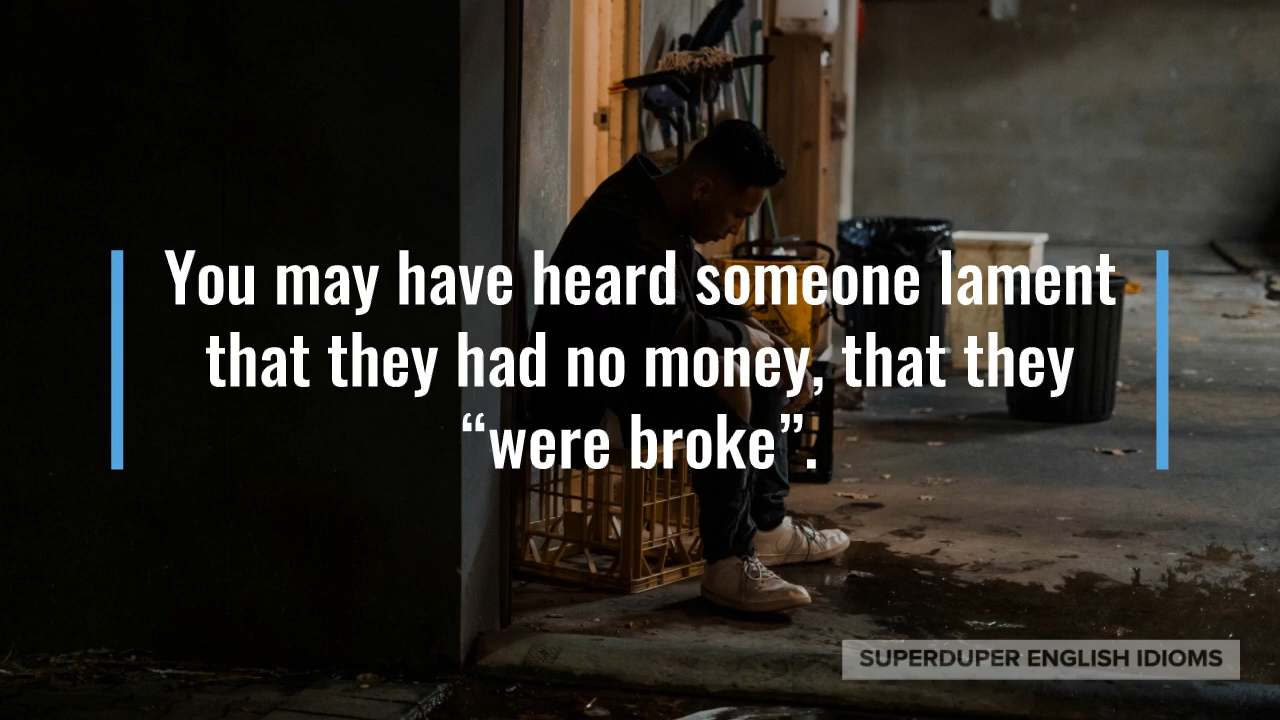 You may have heard someone lament
that they had no money, that they
“were broke”.
SUPERDUPER ENGLISH IDIOMS